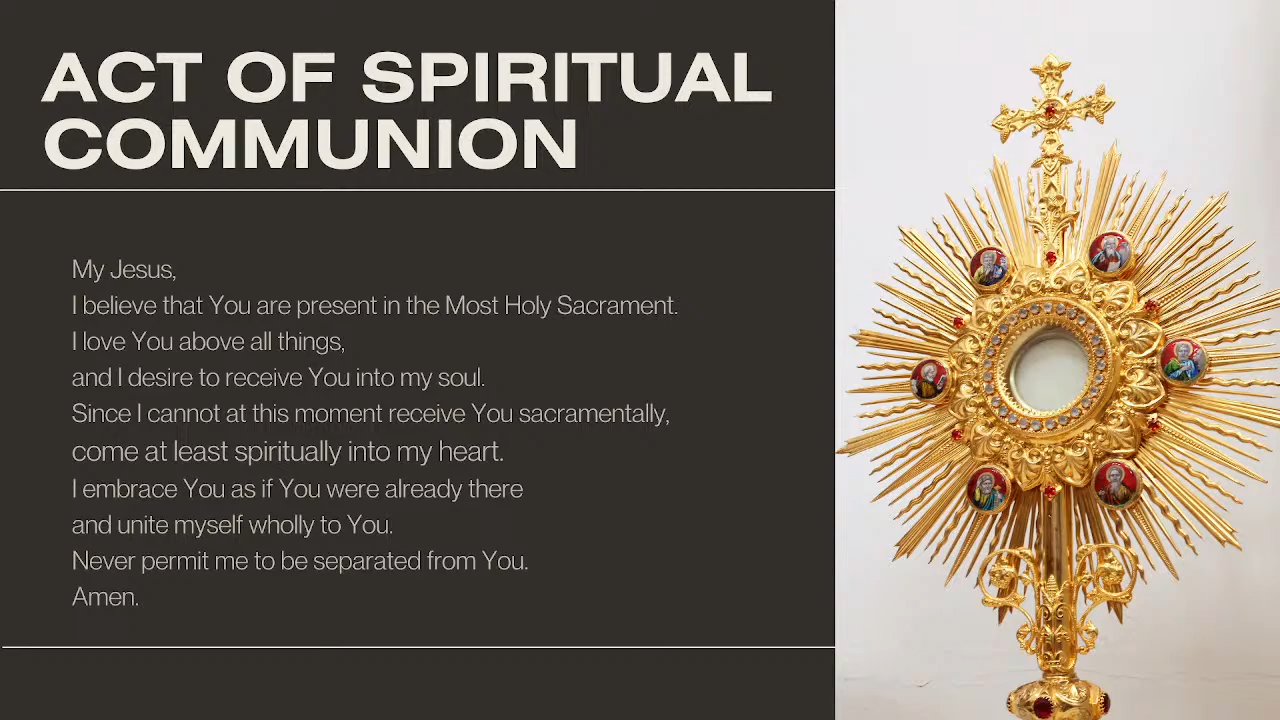 ACT OF SPIRITUAL
COMMUNION
My Jesus,
I believe that You are present in the Most Holy Sacrament.
I love You above all things,
and I desire to receive You into my soul.
Since I cannot at this moment receive You sacramentally,
come at least spiritually into my heart.
I embrace You as if You were already there
and unite myself wholly to You.
Never permit me to be separated from You.
Amen.